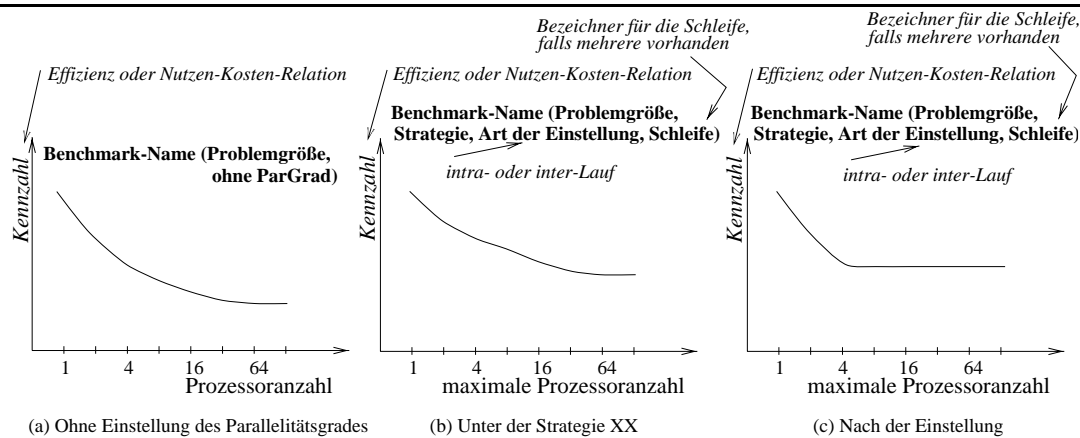 Effizienz oder Nutzen-Kosten-Relation
Benchmark-Name (Problemgröße,
ohne ParGrad)
Kennzahl
1 4 16 64
Prozessoranzahl
(a) Ohne Einstellung des Parallelitätsgrades
Bezeichner für die Schleife,
falls mehrere vorhanden
Effizienz oder Nutzen-Kosten-Relation
Benchmark-Name (Problemgröße,
Strategie, Art der Einstellung, Schleife)
intra- oder inter-Lauf
Kennzahl
1 4 16 64
maximale Prozessoranzahl
(b) Unter der Strategie XX
Bezeichner für die Schleife,
falls mehrere vorhanden
Effizienz oder Nutzen-Kosten-Relation
Benchmark-Name (Problemgröße,
Strategie, Art der Einstellung, Schleife)
intra- oder inter-Lauf
Kennzahl
1 4 16 64
maximale Prozessoranzahl
(c) Nach der Einstellung